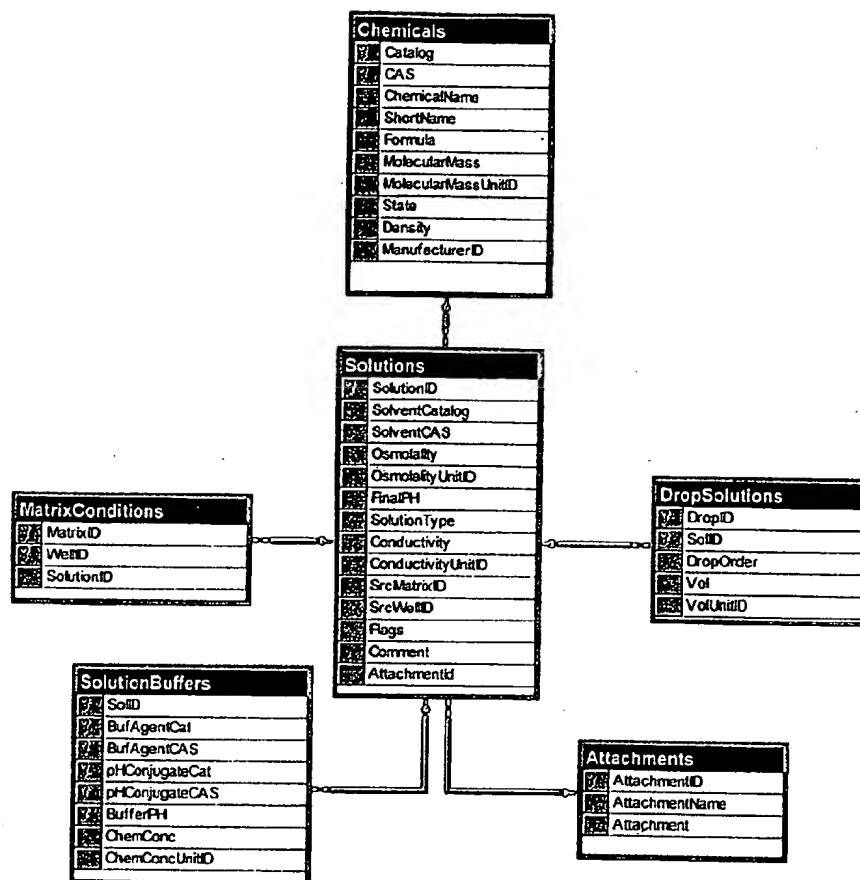 Chemicals
Catalog
CAS
ChemicalName
ShortName
Formula
MolecularMass
MolecularMassUnitID
State
Density
ManufacturerID
Solutions
SolutionID
SolventCatalog
SolventCAS
Osmolality
OsmolalityUnitID
FinalPH
SolutionType
Conductivity
ConductivityUnitID
SrcMatrixID
SrcWellID
Flags
Comment
AttachmentId
MatrixConditions
MatrixID
WellID
SolutionID
DropSolutions
DropID
SolID
DropOrder
Vol
VolUnitID
SolutionBuffers
SolID
BufAgentCat
BufAgentCAS
pHConjugateCat
pHConjugateCAS
BufferPH
ChemConc
ChemConcUnitID
Attachments
AttachmentID
AttachmentName
Attachment